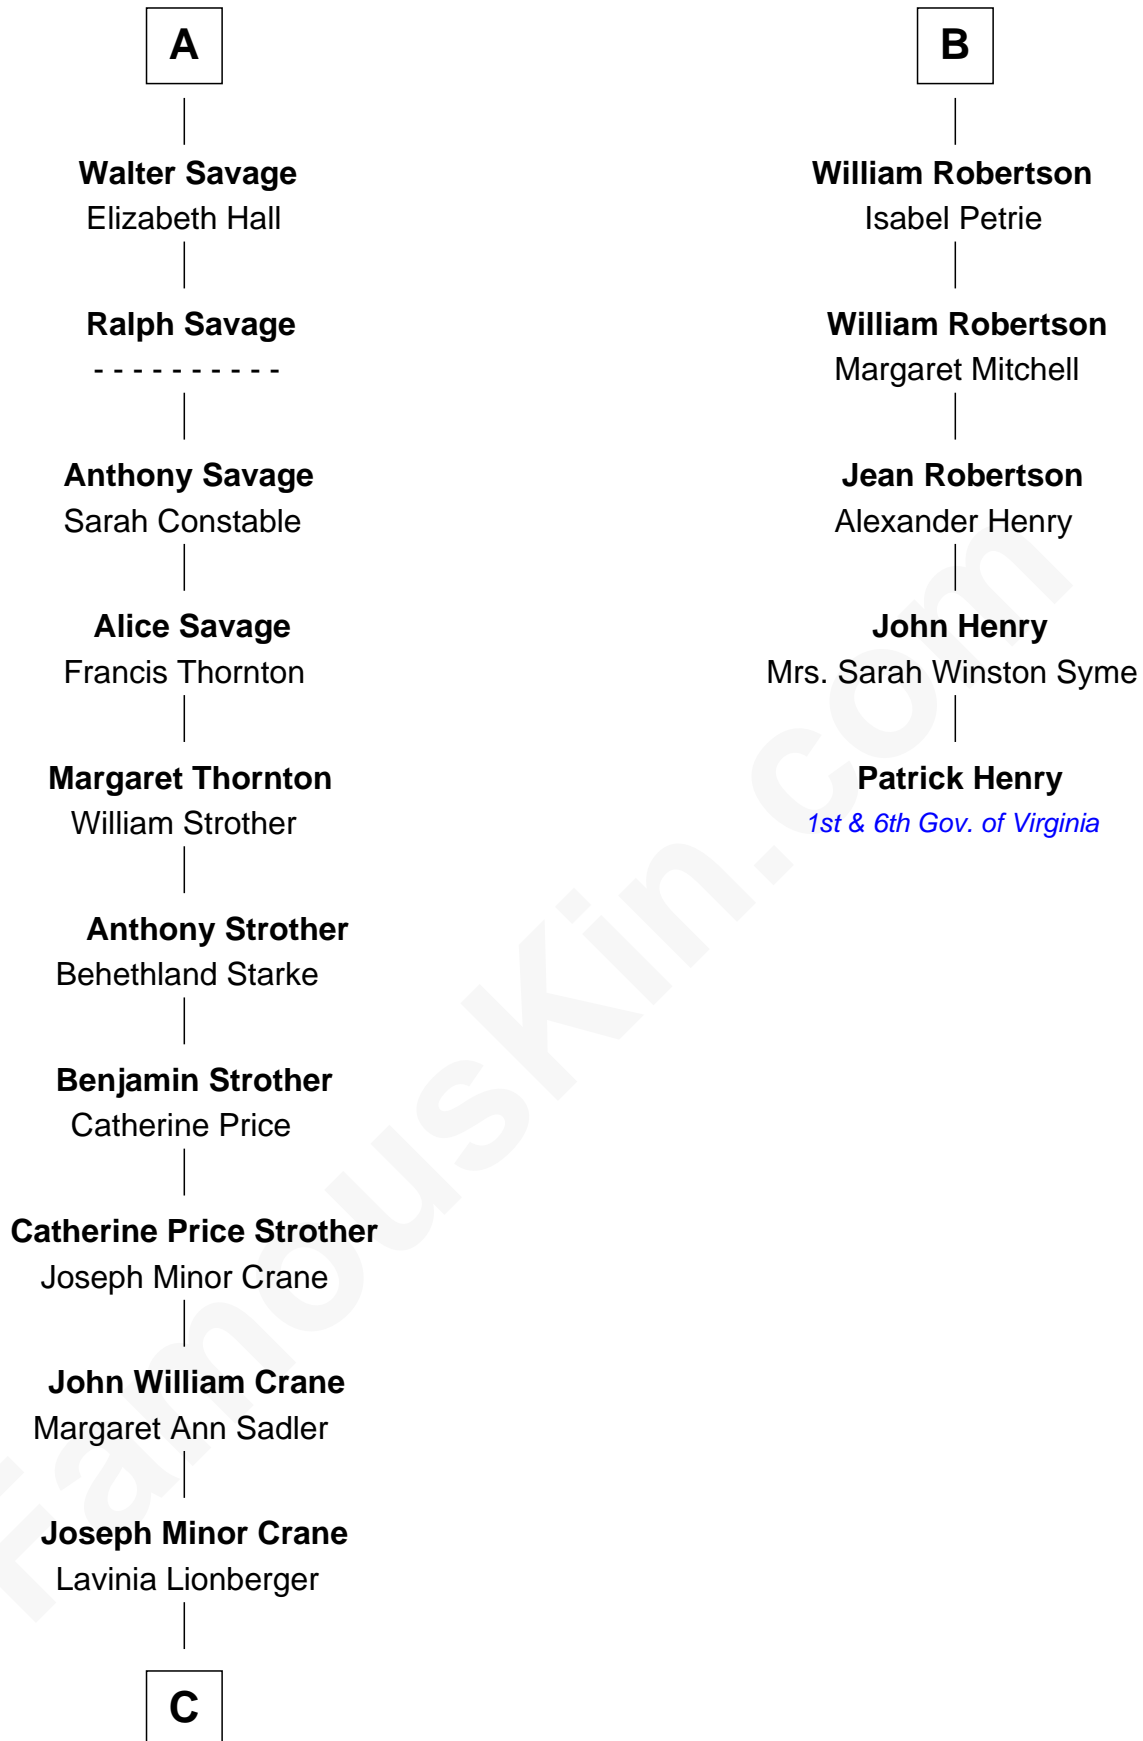 A
Walter Savage
Elizabeth Hall
Ralph Savage
- - - - - - - - - -
Anthony Savage
Sarah Constable
Alice Savage
Francis Thornton
Margaret Thornton
William Strother
Anthony Strother
Behethland Starke
Benjamin Strother
Catherine Price
Catherine Price Strother
Joseph Minor Crane
John William Crane
Margaret Ann Sadler
Joseph Minor Crane
Lavinia Lionberger
C
B
William Robertson
Isabel Petrie
William Robertson
Margaret Mitchell
Jean Robertson
Alexander Henry
John Henry
Mrs. Sarah Winston Syme
Patrick Henry
1st & 6th Gov. of Virginia
FamousKin.com